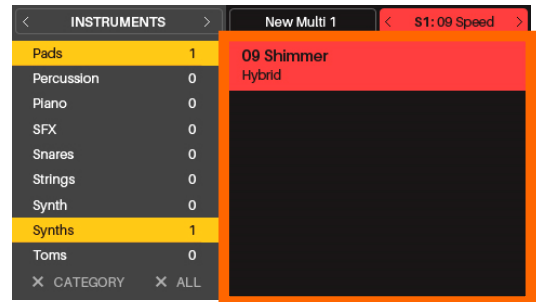 < INSTRUMENTS > New Multi 1 < S1: 09 Speed >
Pads 1
Percussion 0
Piano 0
SFX 0
Snares 0
Strings 0
Synth 0
Synths 1
Toms 0
× CATEGORY × ALL
09 Shimmer
Hybrid